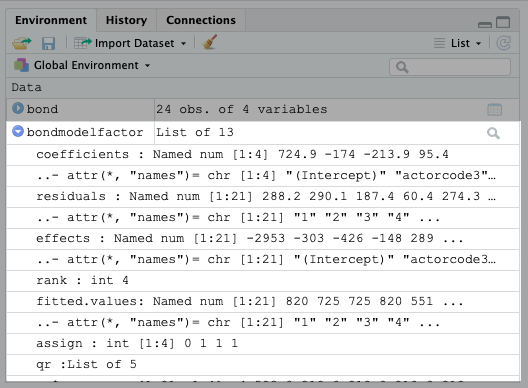 Environment History Connections
Import Dataset List
Global Environment
Data
bond 24 obs. of 4 variables
bondmodelfactor List of 13
coefficients : Named num [1:4] 724.9 -174 -213.9 95.4
..- attr(*, "names")= chr [1:4] "(Intercept)" "actorcode3"…
residuals : Named num [1:21] 288.2 290.1 187.4 60.4 274.3 …
..- attr(*, "names")= chr [1:21] "1" "2" "3" "4" ...
effects : Named num [1:21] -2953 -303 -426 -148 289 ...
..- attr(*, "names")= chr [1:21] "(Intercept)" "actorcode3…
rank : int 4
fitted.values: Named num [1:21] 820 725 725 820 551 ...
..- attr(*, "names")= chr [1:21] "1" "2" "3" "4" ...
assign : int [1:4] 0 1 1 1
qr :List of 5